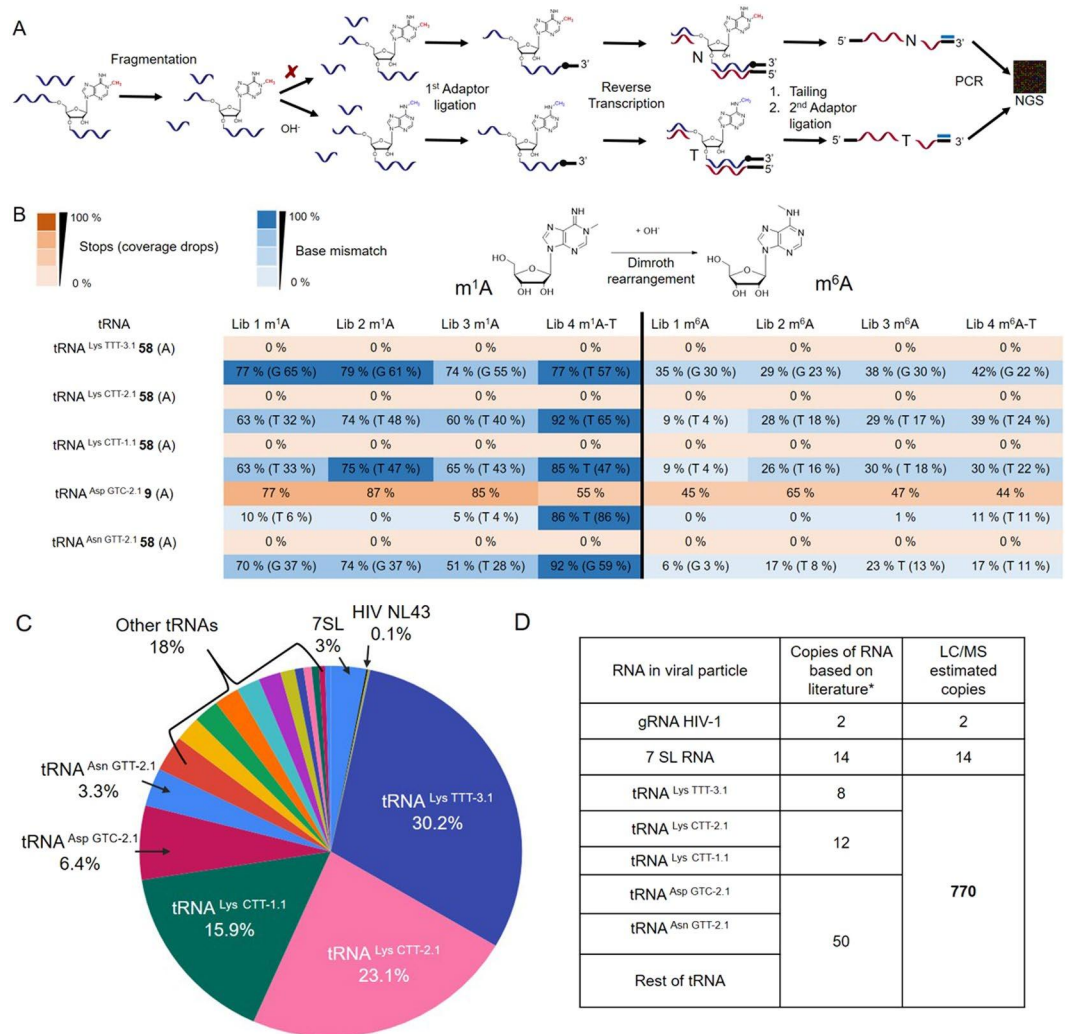 A
Fragmentation
OH-
✗
1st Adaptor
ligation
Reverse
Transcription
1. Tailing
2. 2nd Adaptor
ligation
PCR
NGS
N
T
3'
3'
N
T
3'
3'
5' N 3'
5' T 3'
B
100 %
Stops (coverage drops)
0 %
100 %
Base mismatch
0 %
m1A
+ OH-
Dimroth
rearrangement
m6A
tRNA Lib 1 m1A Lib 2 m1A Lib 3 m1A Lib 4 m1A-T Lib 1 m6A Lib 2 m6A Lib 3 m6A Lib 4 m6A-T
tRNA Lys TTT-3.1 58 (A) 0 % 0 % 0 % 0 % 0 % 0 % 0 % 0 %
77 % (G 65 %) 79 % (G 61 %) 74 % (G 55 %) 77 % (T 57 %) 35 % (G 30 %) 29 % (G 23 %) 38 % (G 30 %) 42% (G 22 %)
tRNA Lys CTT-2.1 58 (A) 0 % 0 % 0 % 0 % 0 % 0 % 0 % 0 %
63 % (T 32 %) 74 % (T 48 %) 60 % (T 40 %) 92 % (T 65 %) 9 % (T 4 %) 28 % (T 18 %) 29 % (T 17 %) 39 % (T 24 %)
tRNA Lys CTT-1.1 58 (A) 0 % 0 % 0 % 0 % 0 % 0 % 0 % 0 %
63 % (T 33 %) 75 % (T 47 %) 65 % (T 43 %) 85 % (T 47%) 9 % (T 4 %) 26 % (T 16 %) 30 % ( T 18 %) 30 % (T 22 %)
tRNA Asp GTC-2.1 9 (A) 77 % 87 % 85 % 55 % 45 % 65 % 47 % 44 %
10 % (T 6 %) 0 % 5 % (T 4 %) 86 % T (86 %) 0 % 0 % 1 % 11 % (T 11 %)
tRNA Asn GTT-2.1 58 (A) 0 % 0 % 0 % 0 % 0 % 0 % 0 % 0 %
70 % (G 37 %) 74 % (G 37 %) 51 % (T 28 %) 92 % (G 59 %) 6 % (G 3 %) 17 % (T 8 %) 23 % T (13 %) 17 % (T 11 %)
C
Other tRNAs
18%
7SL
3%
HIV NL43
0.1%
tRNA Asn GTT-2.1
3.3%
tRNA Asp GTC-2.1
6.4%
tRNA Lys CTT-1.1
15.9%
tRNA Lys CTT-2.1
23.1%
tRNA Lys TTT-3.1
30.2%
D
RNA in viral particle
Copies of RNA
based on
literature*
LC/MS
estimated
copies
gRNA HIV-1 2 2
7 SL RNA 14 14
tRNA Lys TTT-3.1 8
tRNA Lys CTT-2.1
12
tRNA Lys CTT-1.1
tRNA Asp GTC-2.1
770
tRNA Asn GTT-2.1
50
Rest of tRNA